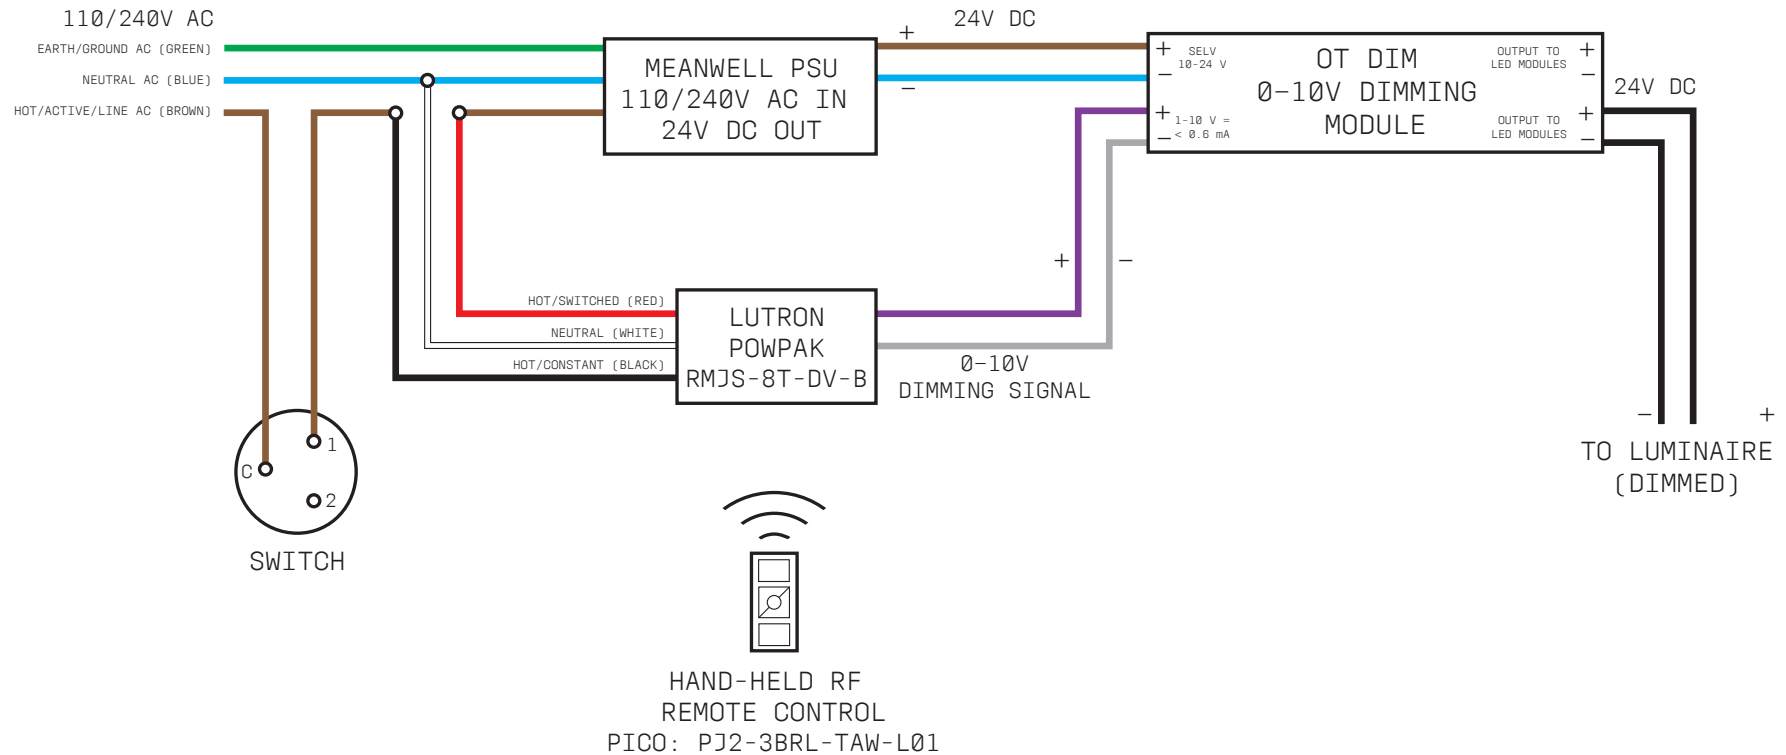 110/240V AC
EARTH/GROUND AC (GREEN)
NEUTRAL AC (BLUE)
HOT/ACTIVE/LINE AC (BROWN)
MEANWELL PSU
110/240V AC IN
24V DC OUT
+
24V DC
−
+
−
SELV
10-24 V
+
−
1-10 V =
< 0.6 mA
OT DIM
0-10V DIMMING
MODULE
OUTPUT TO
LED MODULES
+
−
OUTPUT TO
LED MODULES
+
−
24V DC
HOT/SWITCHED (RED)
NEUTRAL (WHITE)
HOT/CONSTANT (BLACK)
LUTRON
POWPAK
RMJS-8T-DV-B
+
−
0-10V
DIMMING SIGNAL
−
+
TO LUMINAIRE
(DIMMED)
C
1
2
SWITCH
HAND-HELD RF
REMOTE CONTROL
PICO: PJ2-3BRL-TAW-L01